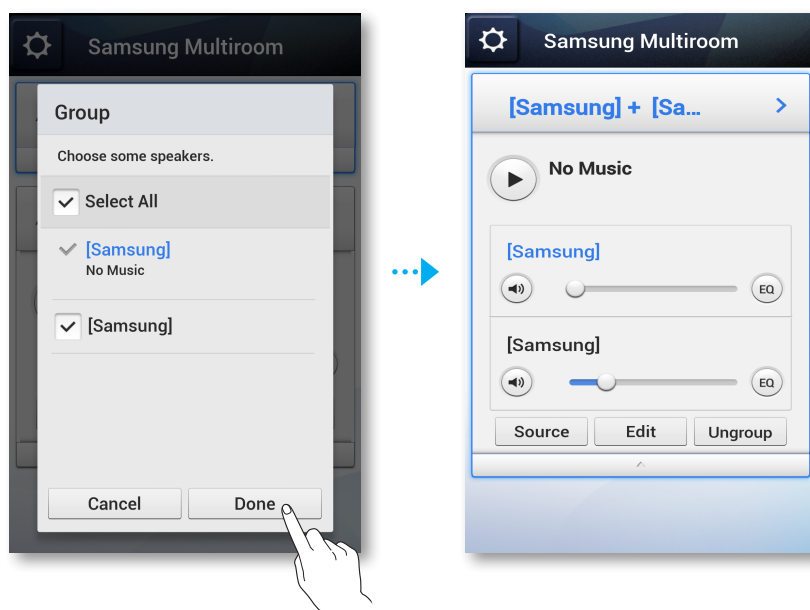 Samsung Multiroom
Group
Choose some speakers.
Select All
[Samsung]
No Music
[Samsung]
Cancel
Done
Samsung Multiroom
[Samsung] + [Sa...
No Music
[Samsung]
EQ
[Samsung]
EQ
Source
Edit
Ungroup